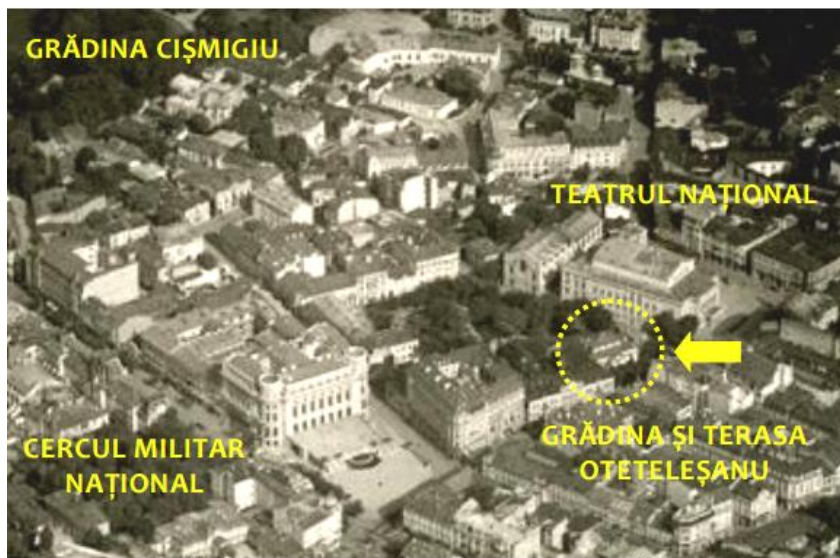 GRĂDINA CIȘMIGIU
TEATRUL NAȚIONAL
CERCUL MILITAR
NAȚIONAL
GRĂDINA ȘI TERASA
OTETELEȘANU